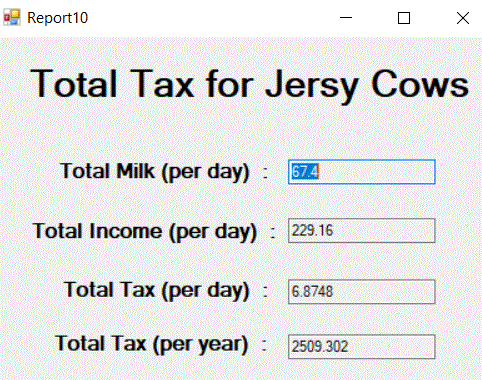 Report10
Total Tax for Jersy Cows
Total Milk (per day) : 67.4
Total Income (per day) : 229.16
Total Tax (per day) : 6.8748
Total Tax (per year) : 2509.302